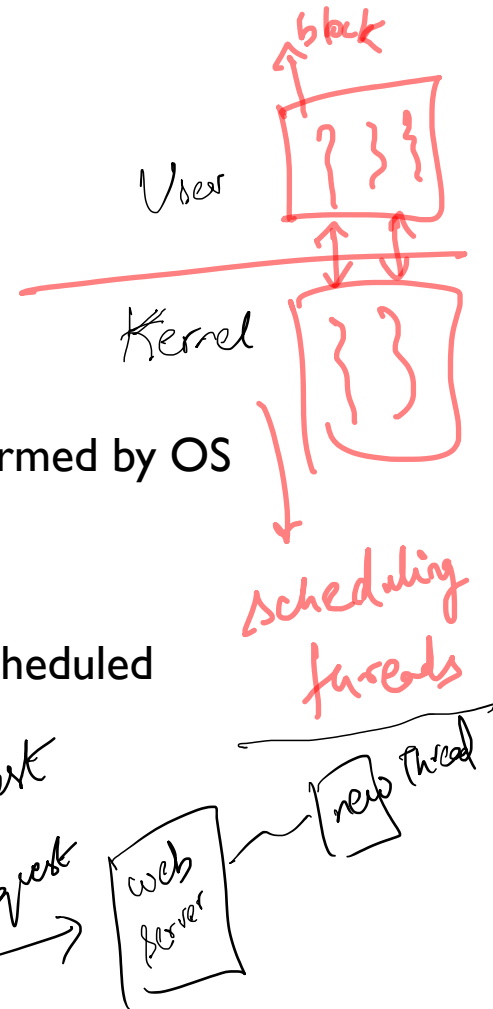 block
User
Kernel
rmed by OS
scheduling
threads
heduled
est
new Thread
quest
web
server